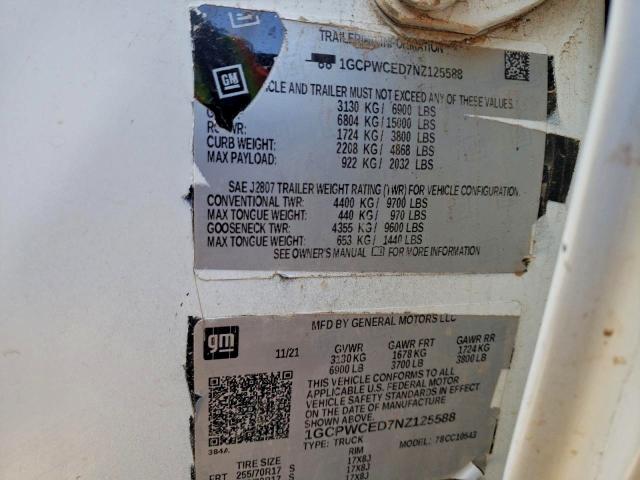 TRAILERING INFORMATION
1GCPWCED7NZ125588
GM
VEHICLE AND TRAILER MUST NOT EXCEED ANY OF THESE VALUES.
3130 KG/ 6900 LBS
6804 KG/ 15000 LBS
1724 KG/ 3800 LBS
CURB WEIGHT: 2208 KG/ 4868 LBS
MAX PAYLOAD: 922 KG/ 2032 LBS
SAE J2807 TRAILER WEIGHT RATING (TWR) FOR VEHICLE CONFIGURATION.
CONVENTIONAL TWR: 4400 KG/ 9700 LBS
MAX TONGUE WEIGHT: 440 KG/ 970 LBS
GOOSENECK TWR: 4355 KG/ 9600 LBS
MAX TONGUE WEIGHT: 653 KG/ 1440 LBS
SEE OWNER'S MANUAL FOR MORE INFORMATION
MFD BY GENERAL MOTORS LLC
gm
11/21 GVWR GAWR FRT GAWR RR
3130 KG 1678 KG 1724 KG
6900 LB 3700 LB 3800 LB
THIS VEHICLE CONFORMS TO ALL
APPLICABLE U.S. FEDERAL MOTOR
VEHICLE SAFETY STANDARDS IN EFFECT ON
THE DATE OF MANUFACTURE
1GCPWCED7NZ125588
384A TYPE: TRUCK MODEL:
TIRE SIZE RIM
FRT 255/70R17 S 17X8J
17X8J